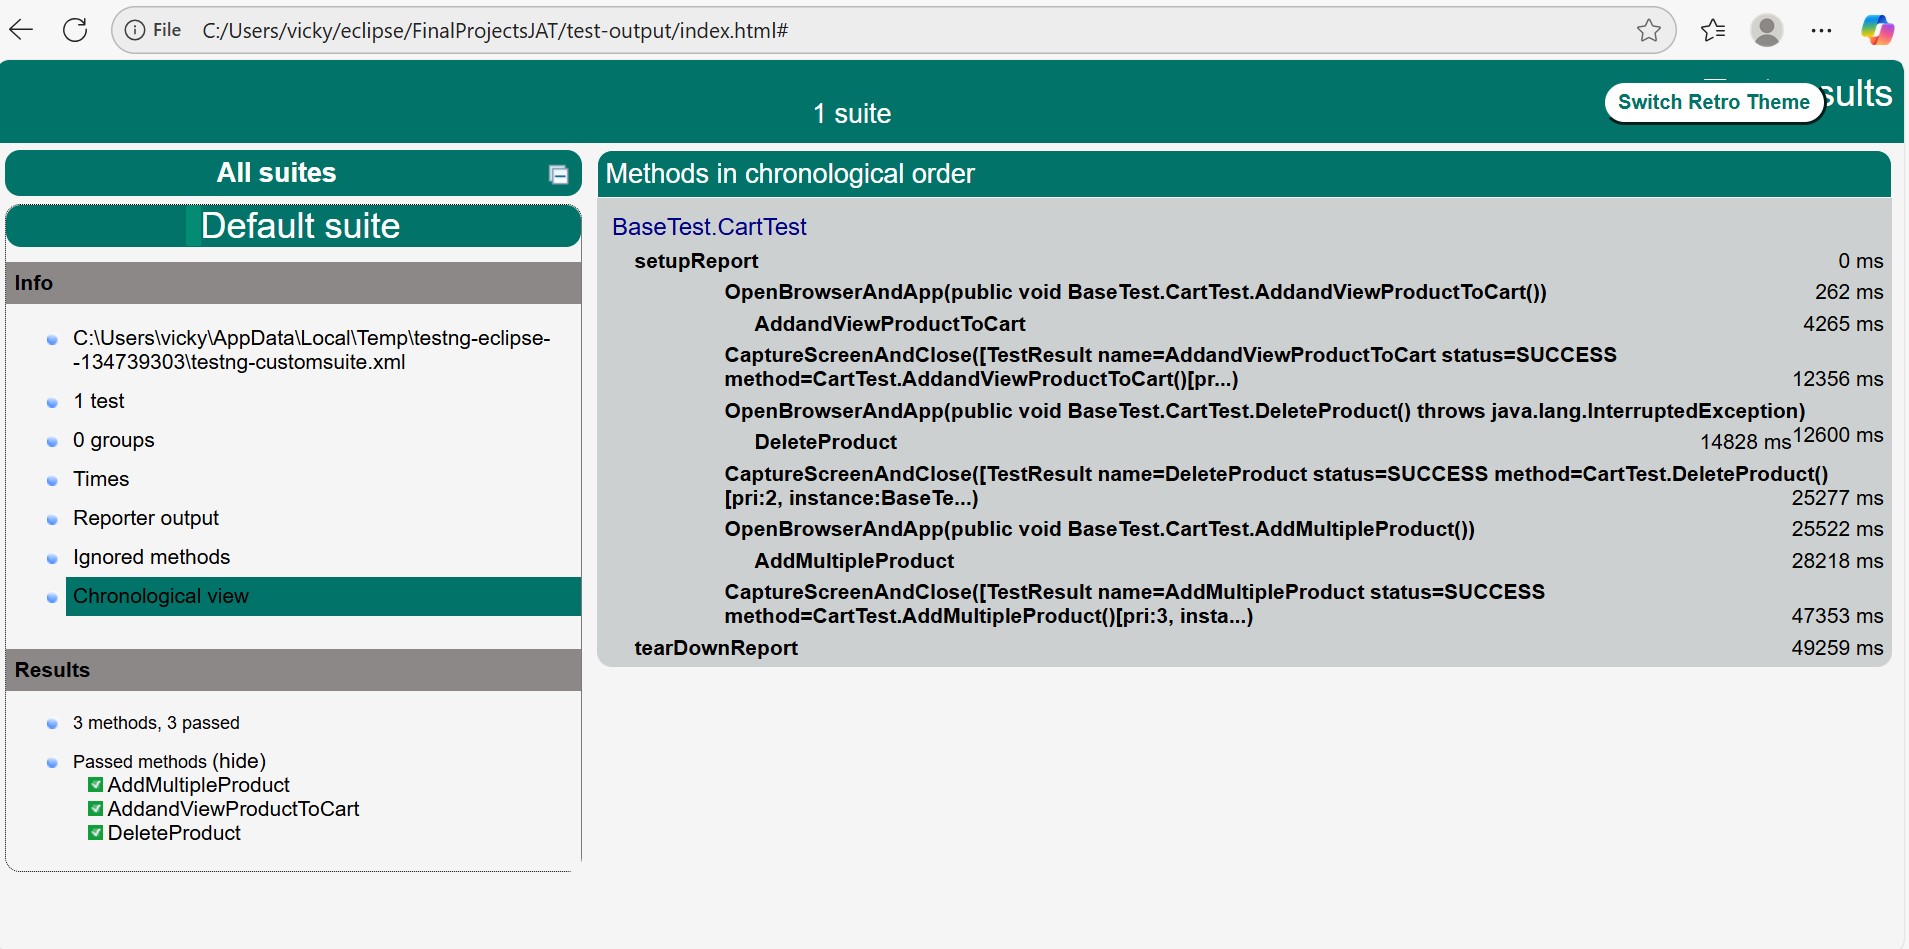 File C:/Users/vicky/eclipse/FinalProjectsJAT/test-output/index.html#
1 suite
Switch Retro Theme
sults
All suites
Default suite
Info
C:\Users\vicky\AppData\Local\Temp\testng-eclipse-
-134739303\testng-customsuite.xml
1 test
0 groups
Times
Reporter output
Ignored methods
Chronological view
Results
3 methods, 3 passed
Passed methods (hide)
AddMultipleProduct
AddandViewProductToCart
DeleteProduct
Methods in chronological order
BaseTest.CartTest
setupReport 0 ms
OpenBrowserAndApp(public void BaseTest.CartTest.AddandViewProductToCart()) 262 ms
AddandViewProductToCart 4265 ms
CaptureScreenAndClose([TestResult name=AddandViewProductToCart status=SUCCESS
method=CartTest.AddandViewProductToCart()[pr...) 12356 ms
OpenBrowserAndApp(public void BaseTest.CartTest.DeleteProduct() throws java.lang.InterruptedException)
12600 ms
DeleteProduct 14828 ms
CaptureScreenAndClose([TestResult name=DeleteProduct status=SUCCESS method=CartTest.DeleteProduct()
[pri:2, instance:BaseTe...) 25277 ms
OpenBrowserAndApp(public void BaseTest.CartTest.AddMultipleProduct()) 25522 ms
AddMultipleProduct 28218 ms
CaptureScreenAndClose([TestResult name=AddMultipleProduct status=SUCCESS
method=CartTest.AddMultipleProduct()[pri:3, insta...) 47353 ms
tearDownReport 49259 ms